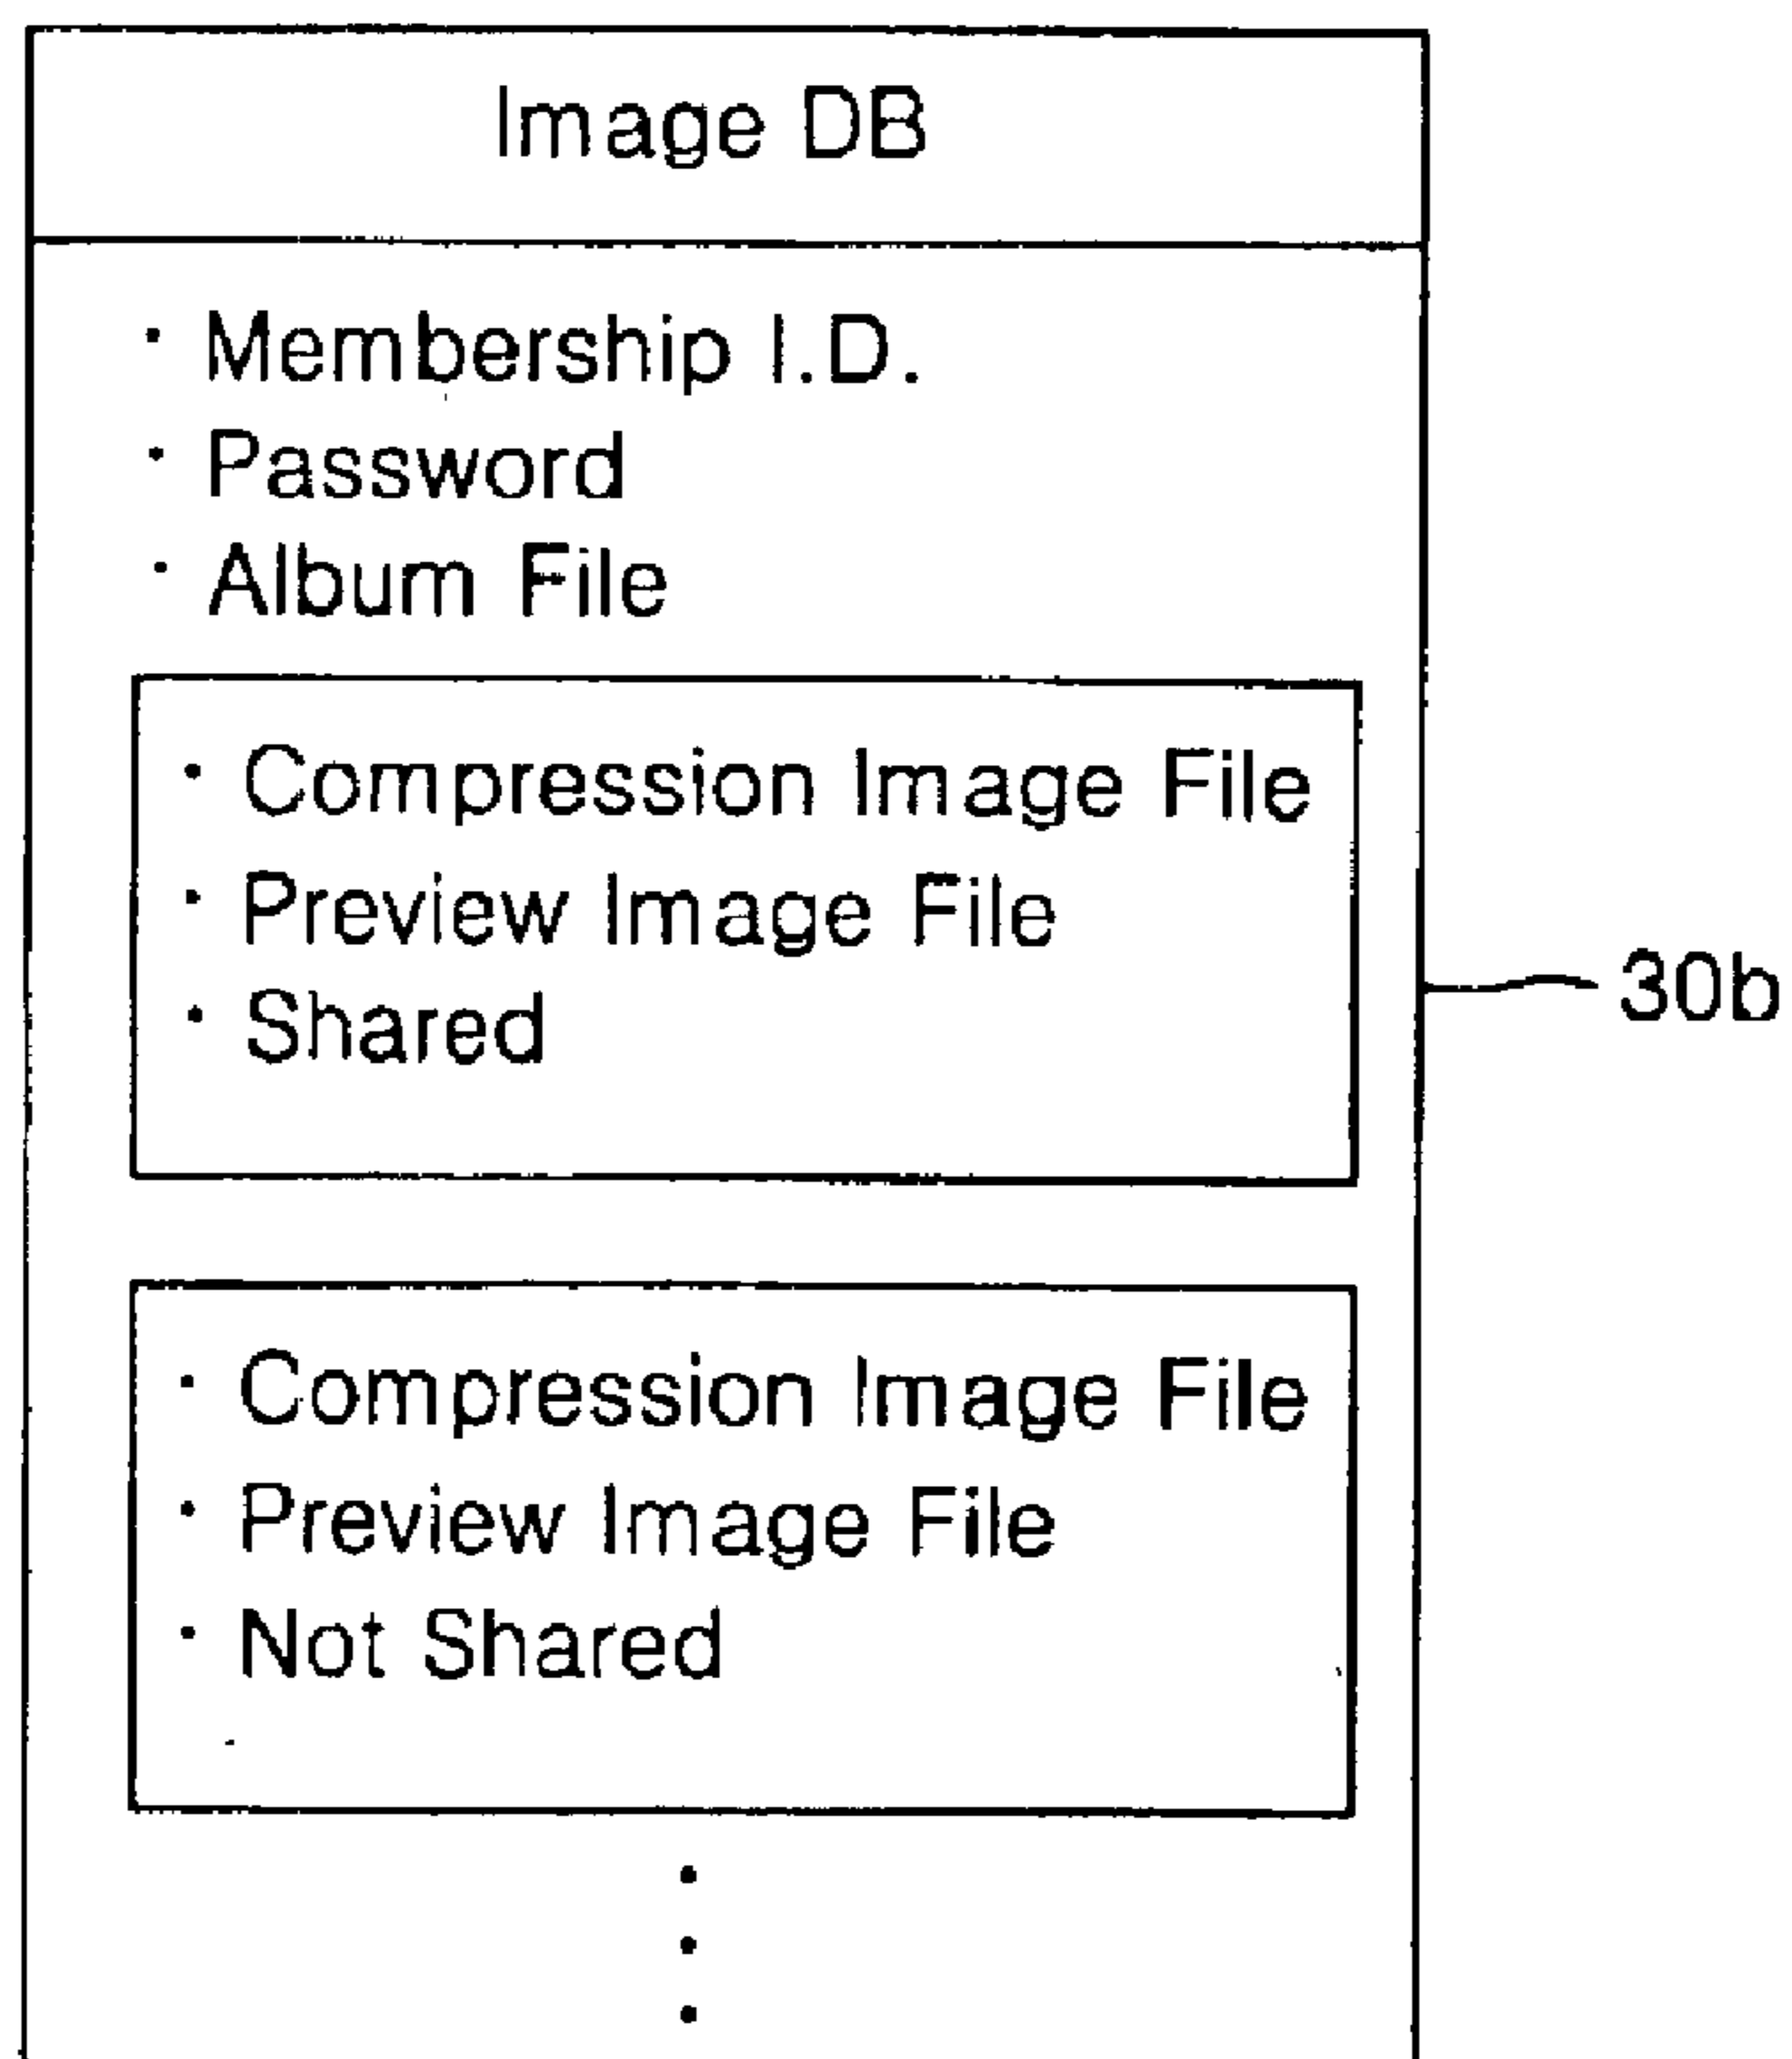 Image DB
· Membership I.D.
· Password
· Album File
· Compression Image File
· Preview Image File
· Shared
30b
· Compression Image File
· Preview Image File
· Not Shared